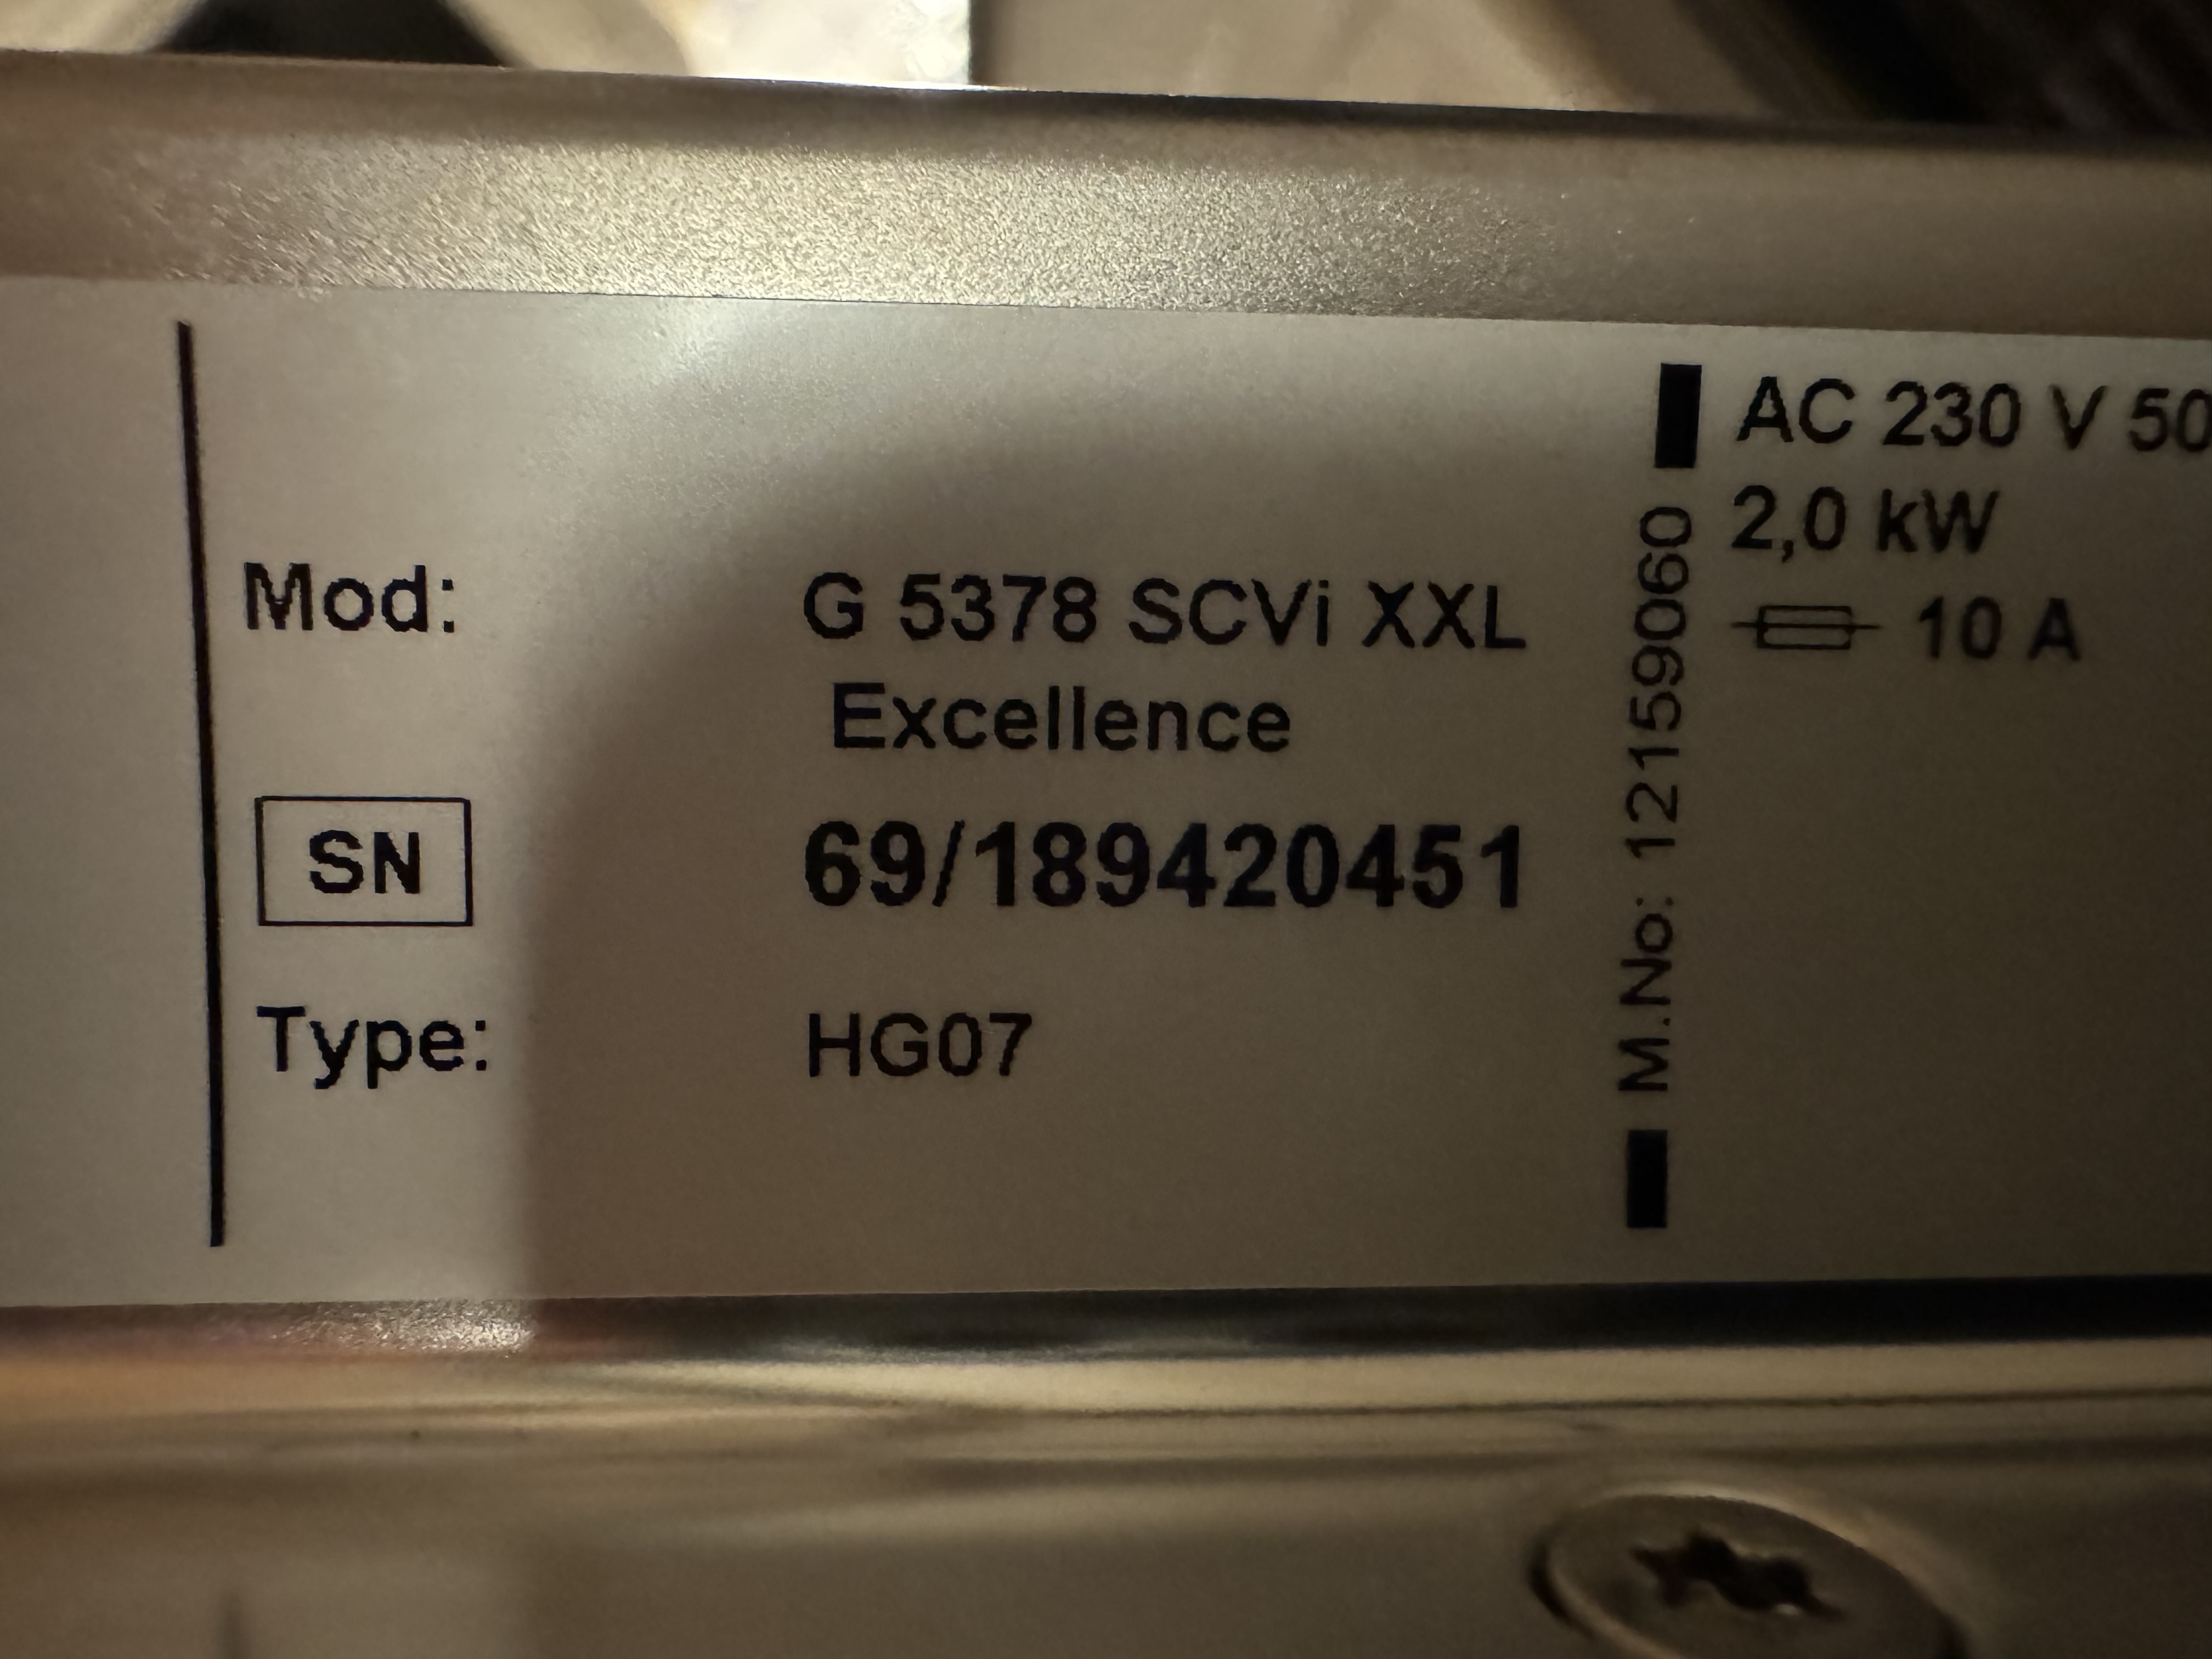 Mod: G 5378 SCVi XXL
Excellence
SN 69/189420451
Type: HG07
M.No: 12159060
AC 230 V 50
2,0 kW
10 A